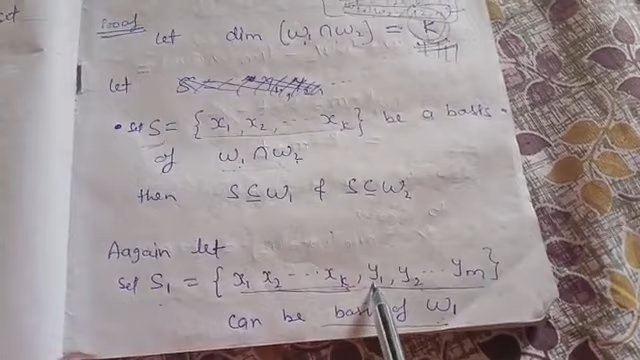 Proof
Let dim (W₁∩W₂) = K
Let
• set S = { x₁, x₂, ... xₖ } be a basis
of W₁∩W₂
then S⊆W₁ & S⊆W₂
Aagain let
set S₁ = { x₁ x₂ ... xₖ, y₁, y₂ ... yₘ }
can be basis of W₁